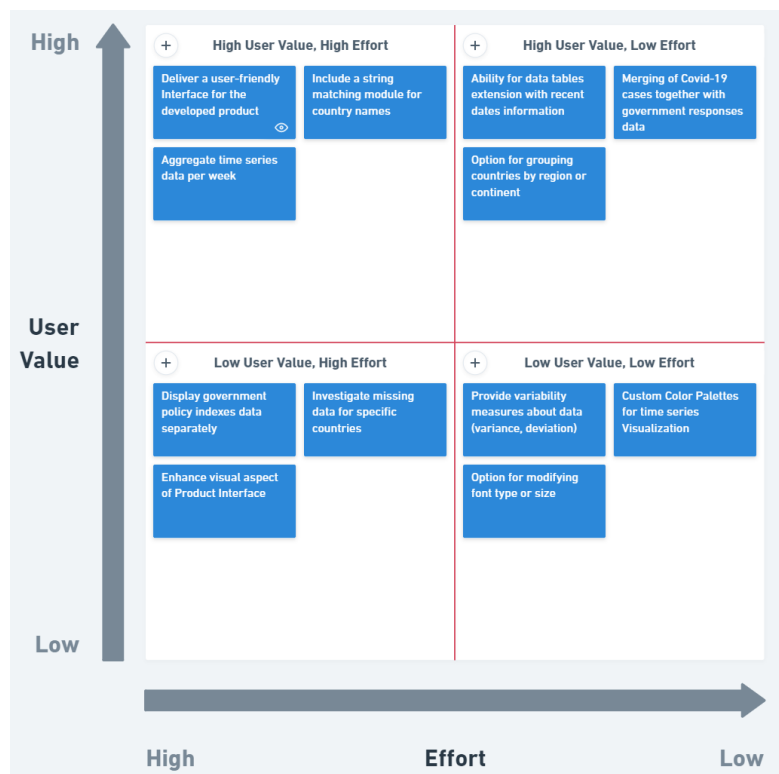 High
High User Value, High Effort
High User Value, Low Effort
Deliver a user-friendly
Interface for the
developed product
Include a string
matching module for
country names
Ability for data tables
extension with recent
dates information
Merging of Covid-19
cases together with
government responses
data
Aggregate time series
data per week
Option for grouping
countries by region or
continent
User
Value
Low User Value, High Effort
Low User Value, Low Effort
Display government
policy indexes data
separately
Investigate missing
data for specific
countries
Provide variability
measures about data
(variance, deviation)
Custom Color Palettes
for time series
Visualization
Enhance visual aspect
of Product Interface
Option for modifying
font type or size
Low
High
Effort
Low